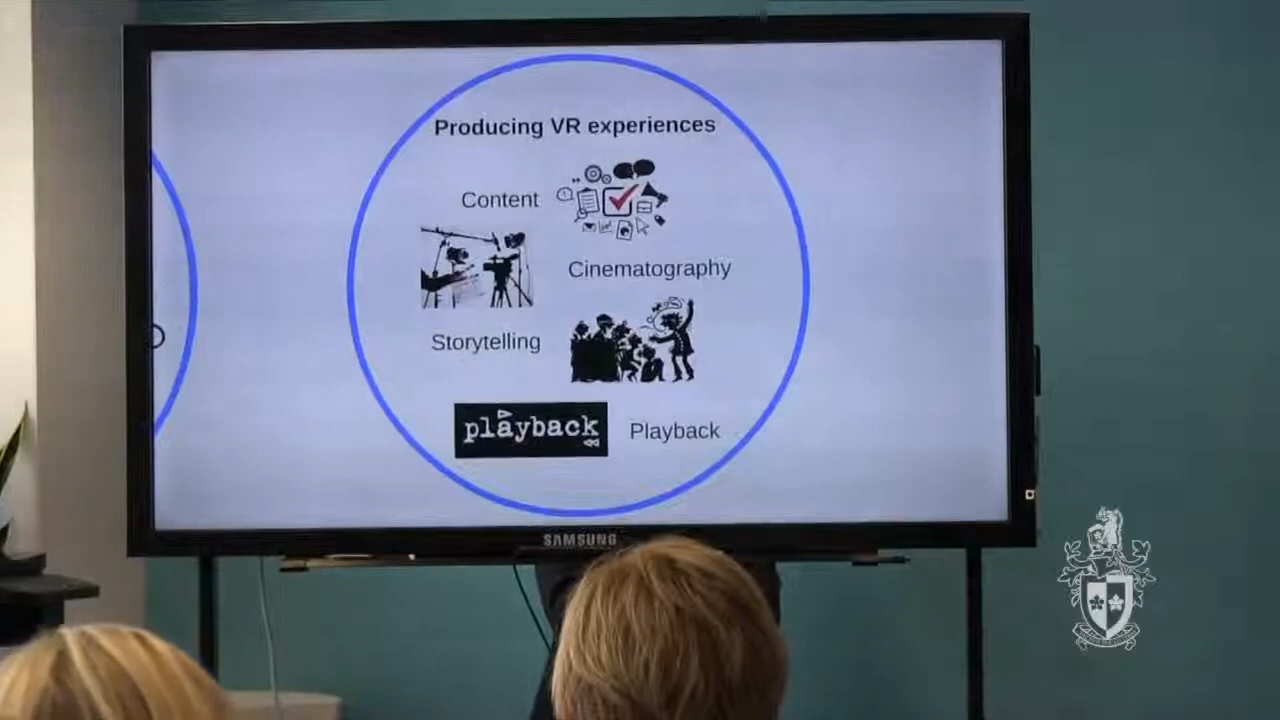 Producing VR experiences
Content
Cinematography
Storytelling
playback
Playback
SAMSUNG